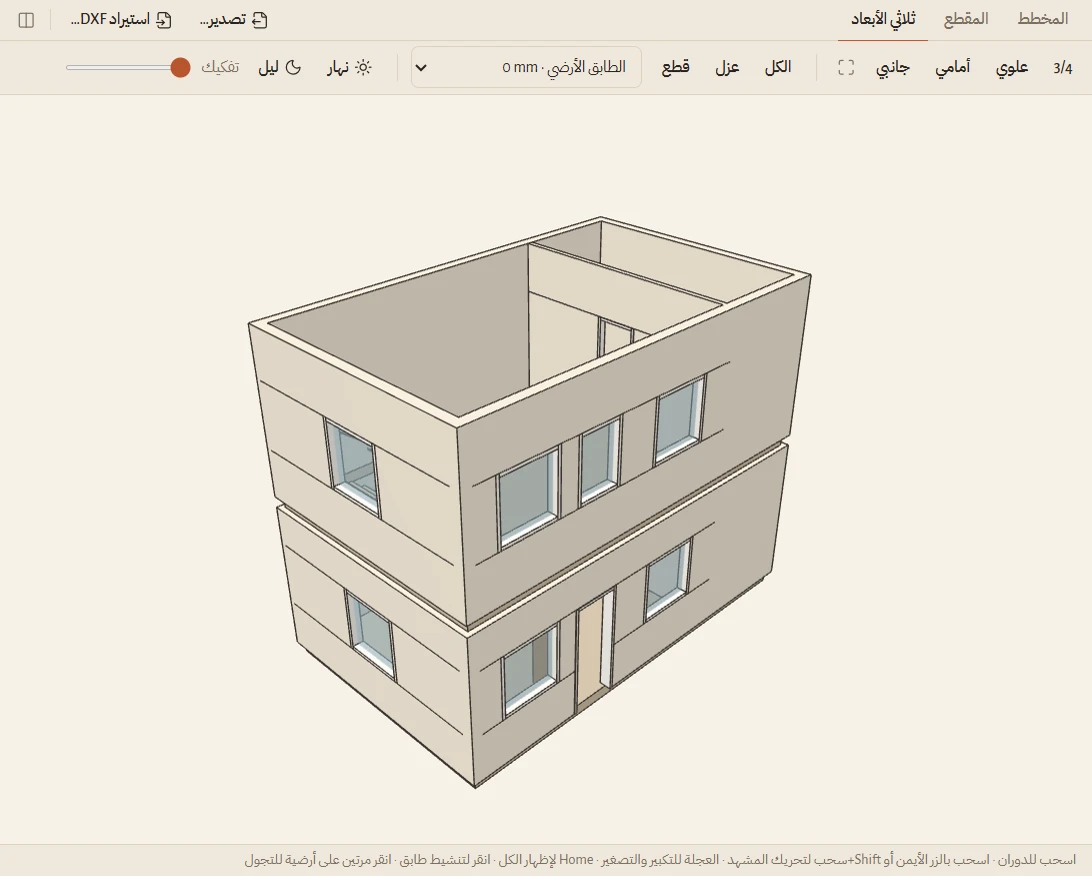 المخطط المقطع ثلاثي الأبعاد تصدير... استيراد DXF...
3/4 علوي أمامي جانبي الكل عزل قطع الطابق الأرضي · 0 mm نهار ليل تفكيك
اسحب للدوران · اسحب بالزر الأيمن أو Shift+سحب لتحريك المشهد · العجلة للتكبير والتصغير · Home لإظهار الكل · انقر لتنشيط طابق · انقر مرتين على أرضية للتجول